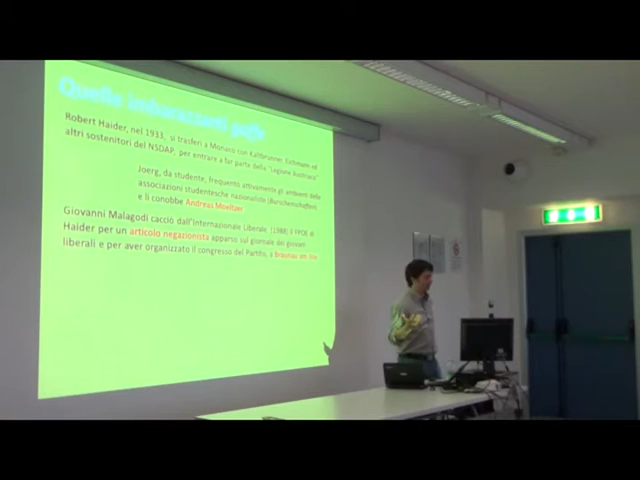 Quelle imbarazzanti gaffe
Robert Haider, nel 1933, si trasferì a Monaco con Kaltbrunner, Eichmann ed
altri sostenitori del NSDAP, per entrare a far parte della "Legione Austriaca"
Joerg, da studente, frequentò attivamente gli ambienti delle
associazioni studentesche nazionaliste (Burschenschaften)
e lì conobbe Andreas Moelzer
Giovanni Malagodi cacciò dall'Internazionale Liberale (1988) il FPOE di
Haider per un articolo negazionista apparso sul giornale dei giovani
liberali e per aver organizzato il congresso del Partito, a Braunau am Inn